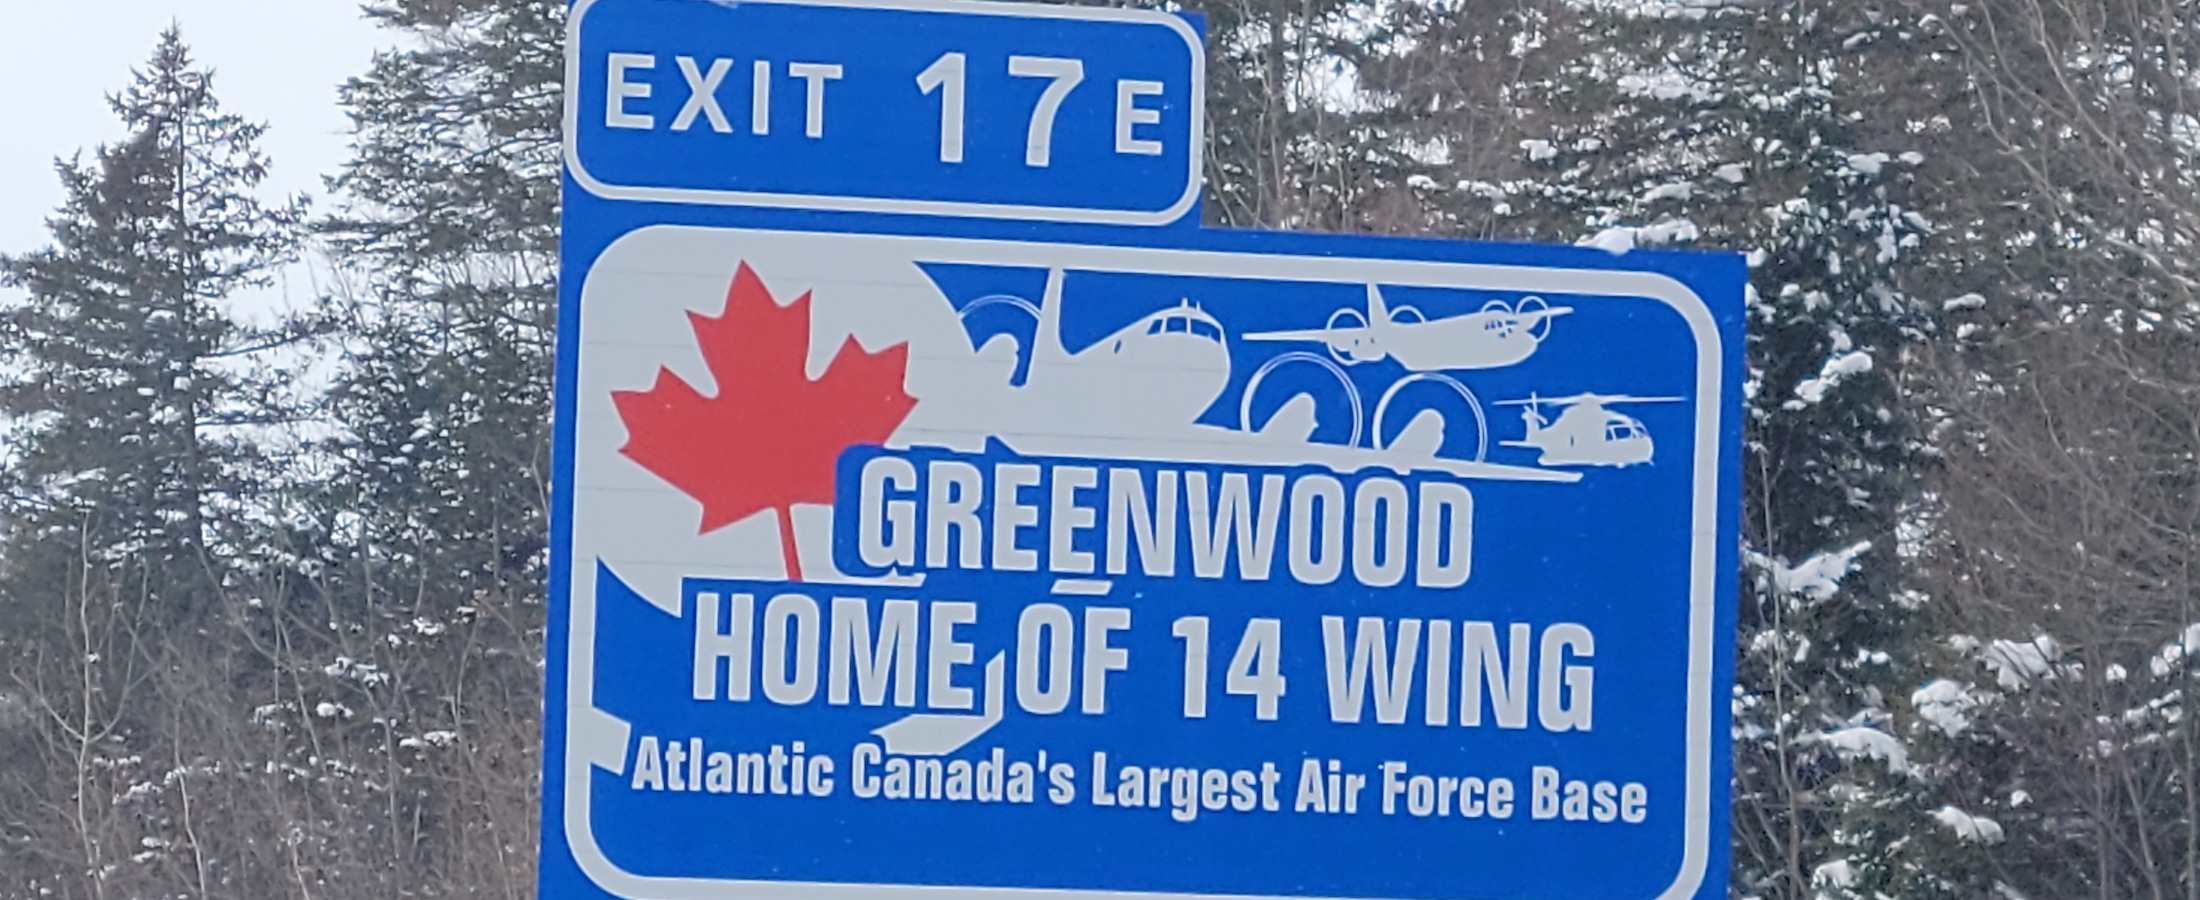 EXIT 17E
GREENWOOD
HOME OF 14 WING
Atlantic Canada's Largest Air Force Base